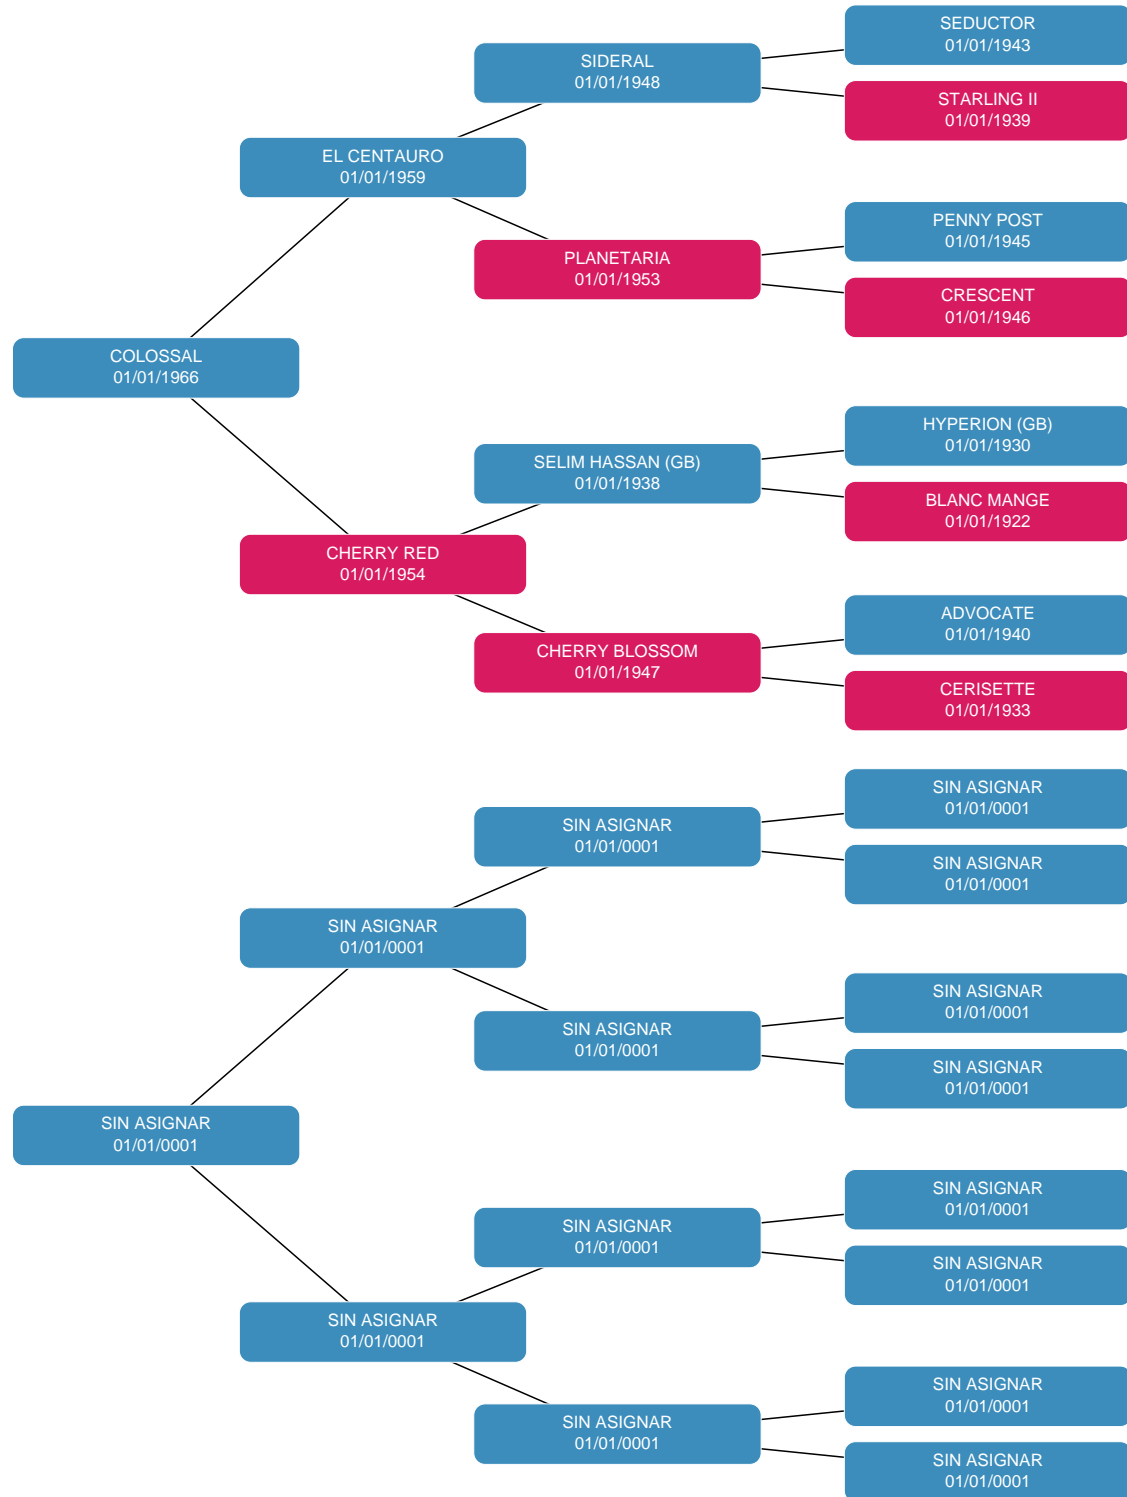 SEDUCTOR
01/01/1943
SIDERAL
01/01/1948
STARLING II
01/01/1939
EL CENTAURO
01/01/1959
PENNY POST
01/01/1945
PLANETARIA
01/01/1953
CRESCENT
01/01/1946
COLOSSAL
01/01/1966
HYPERION (GB)
01/01/1930
SELIM HASSAN (GB)
01/01/1938
BLANC MANGE
01/01/1922
CHERRY RED
01/01/1954
ADVOCATE
01/01/1940
CHERRY BLOSSOM
01/01/1947
CERISETTE
01/01/1933
SIN ASIGNAR
01/01/0001
SIN ASIGNAR
01/01/0001
SIN ASIGNAR
01/01/0001
SIN ASIGNAR
01/01/0001
SIN ASIGNAR
01/01/0001
SIN ASIGNAR
01/01/0001
SIN ASIGNAR
01/01/0001
SIN ASIGNAR
01/01/0001
SIN ASIGNAR
01/01/0001
SIN ASIGNAR
01/01/0001
SIN ASIGNAR
01/01/0001
SIN ASIGNAR
01/01/0001
SIN ASIGNAR
01/01/0001
SIN ASIGNAR
01/01/0001
SIN ASIGNAR
01/01/0001